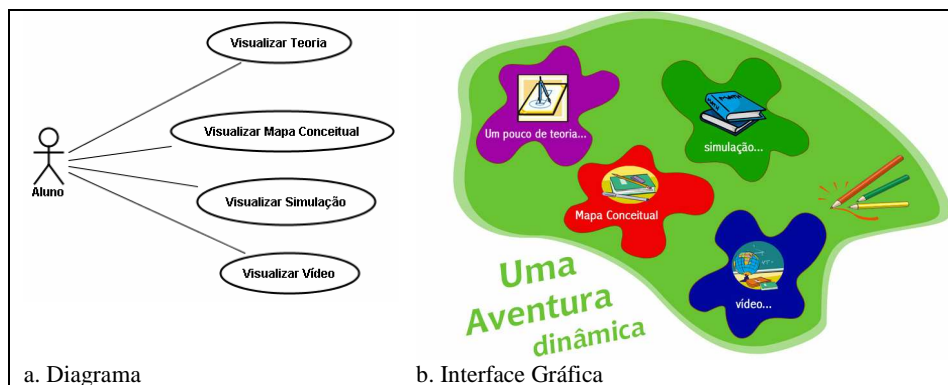 Visualizar Teoria
Visualizar Mapa Conceitual
Aluno
Visualizar Simulação
Visualizar Vídeo
a. Diagrama
Um pouco de teoria...
simulação...
Mapa Conceitual
vídeo...
Uma
Aventura
dinâmica
b. Interface Gráfica